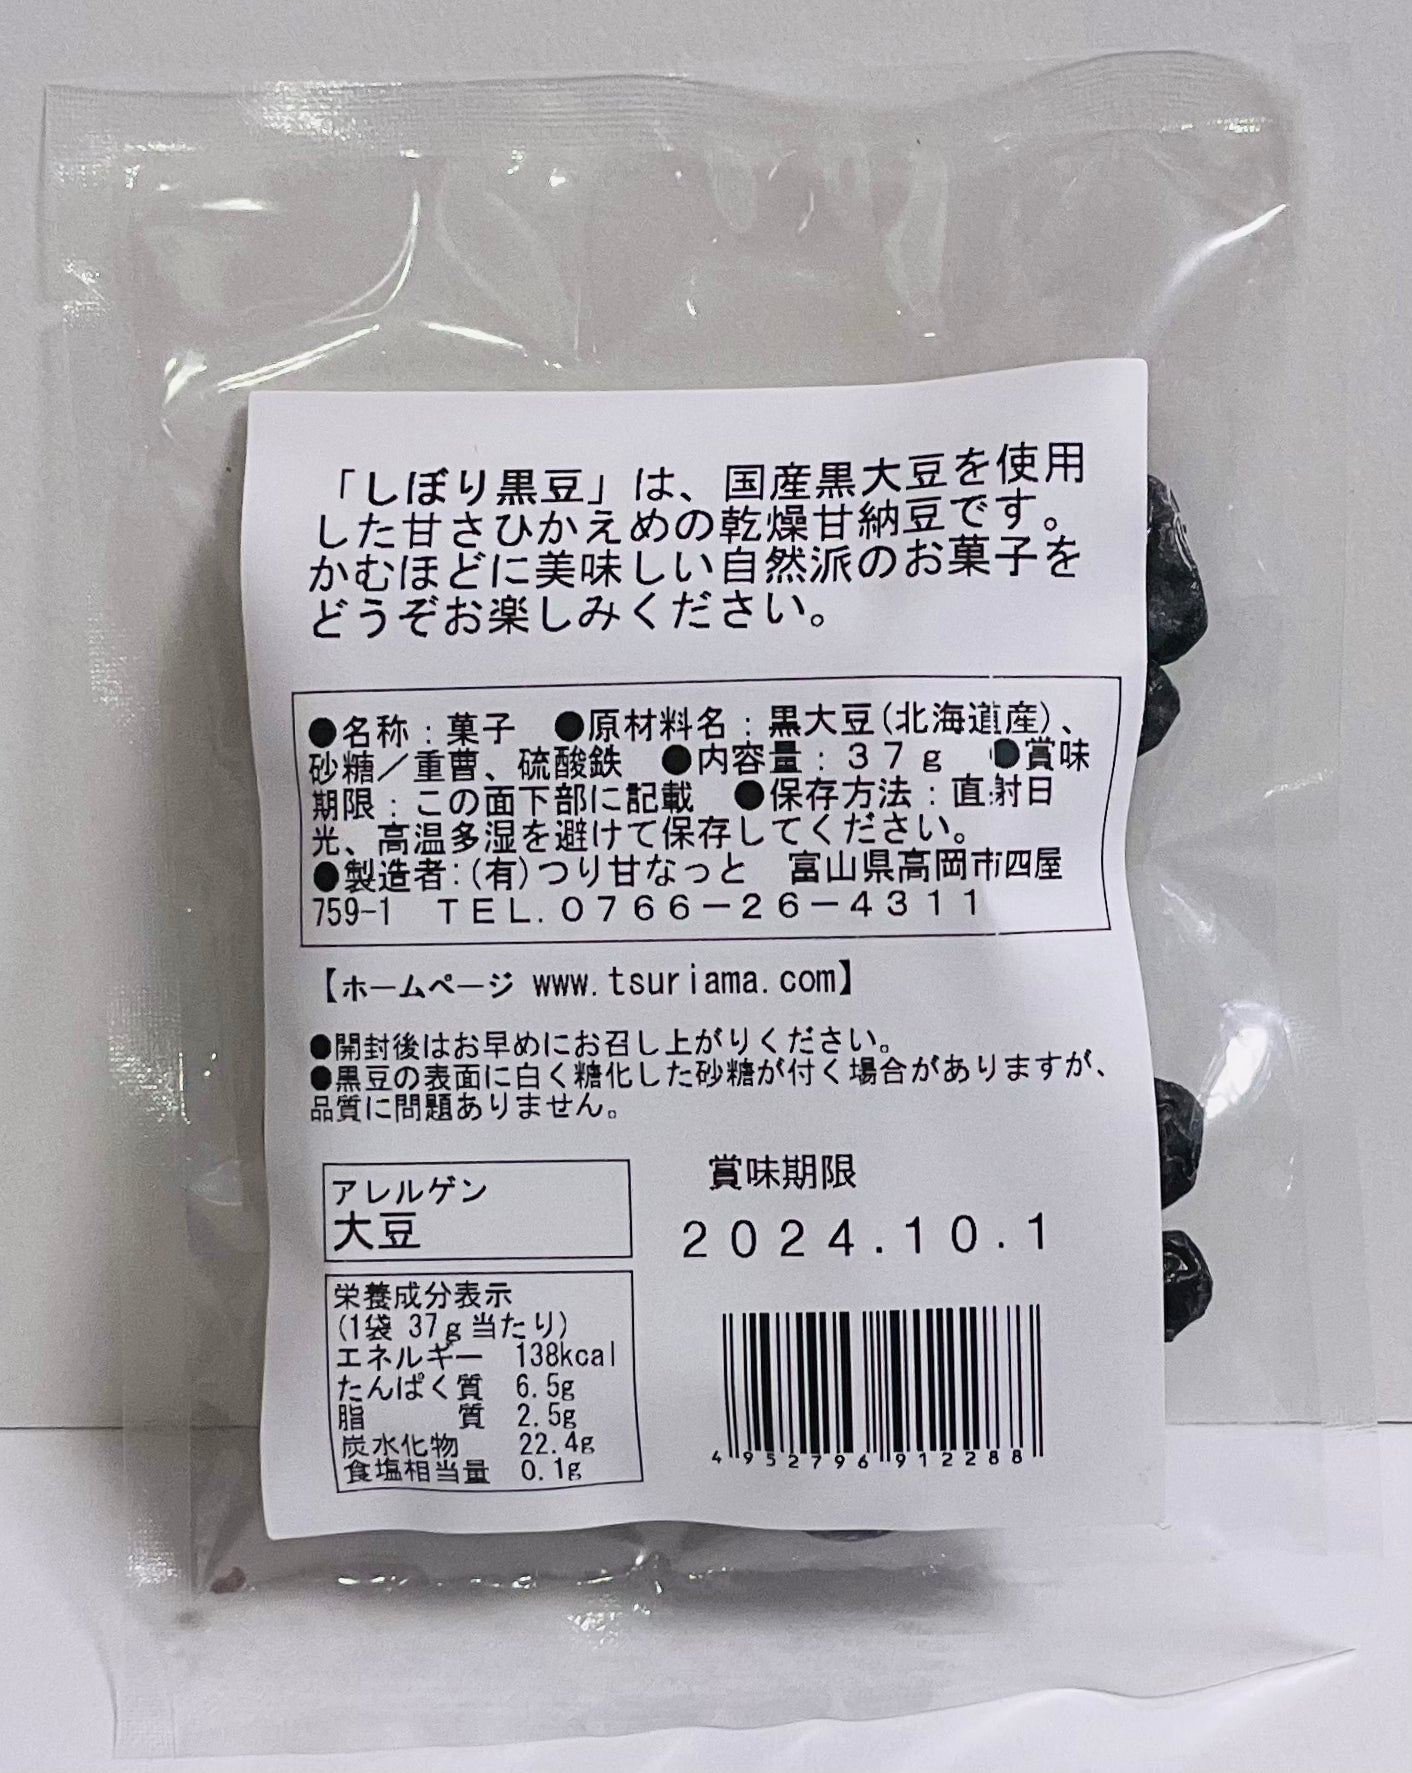 「しぼり黒豆」は、国産黒大豆を使用
した甘さひかえめの乾燥甘納豆です。
かむほどに美味しい自然派のお菓子を
どうぞお楽しみください。
●名称：菓子　●原材料名：黒大豆(北海道産)、
砂糖／重曹、硫酸鉄　●内容量：３７ｇ　●賞味
期限：この面下部に記載　●保存方法：直射日
光、高温多湿を避けて保存してください。
●製造者:(有)つり甘なっと　富山県高岡市四屋
759-1　ＴＥＬ.０７６６－２６－４３１１
【ホームページ www.tsuriama.com】
●開封後はお早めにお召し上がりください。
●黒豆の表面に白く糖化した砂糖が付く場合がありますが、
品質に問題ありません。
アレルゲン
大豆
賞味期限
２０２４.１０.１
栄養成分表示
(1袋 37ｇ当たり)
エネルギー 138kcal
たんぱく質 6.5g
脂　　　質 2.5g
炭水化物 22.4g
食塩相当量 0.1g
4 952796 912288